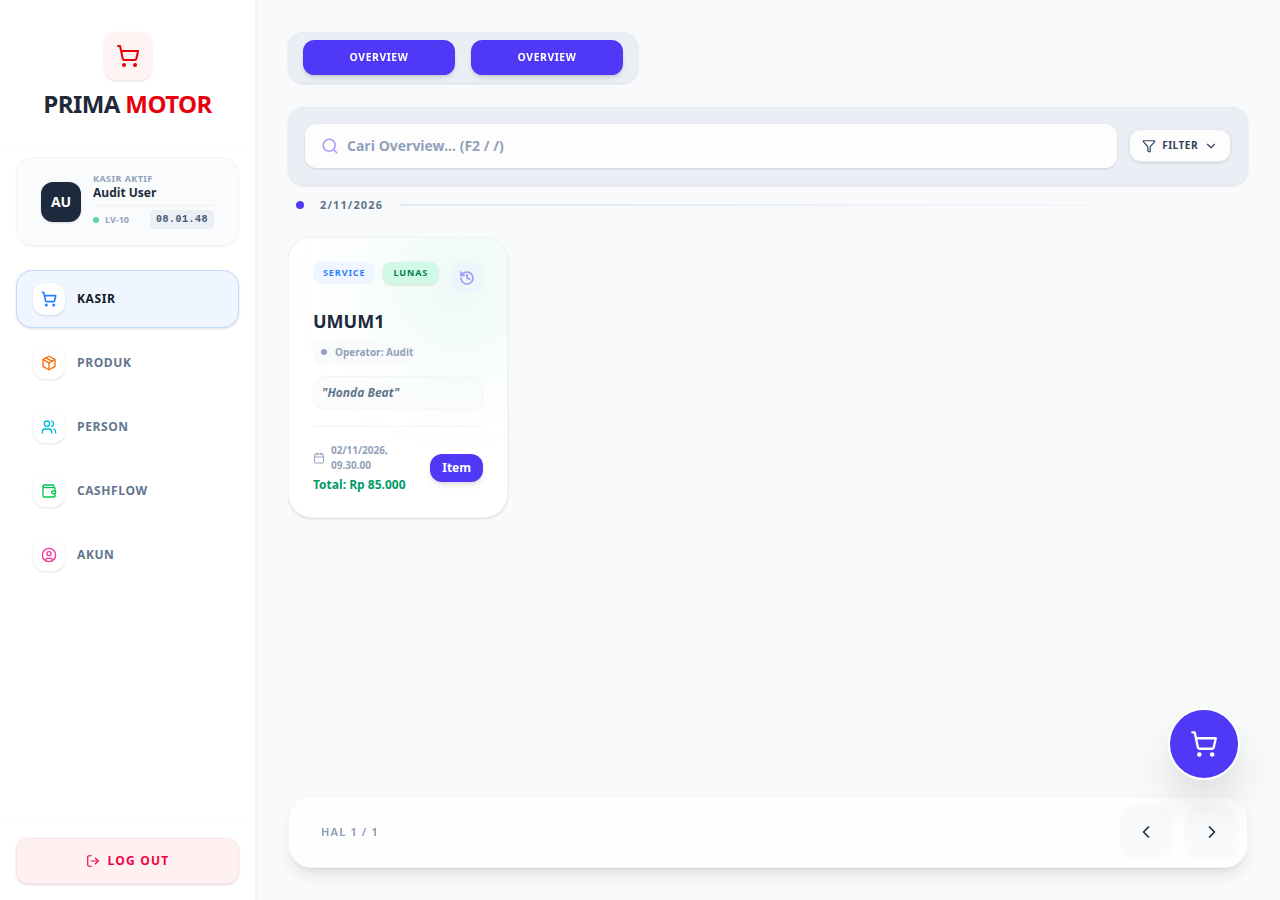 PRIMA MOTOR
KASIR AKTIF
AU
Audit User
LV-10
08.01.48
KASIR
PRODUK
PERSON
CASHFLOW
AKUN
LOG OUT
OVERVIEW
OVERVIEW
Cari Overview... (F2 / /)
FILTER
2/11/2026
SERVICE
LUNAS
UMUM1
Operator: Audit
"Honda Beat"
02/11/2026,
09.30.00
Total: Rp 85.000
Item
HAL 1 / 1